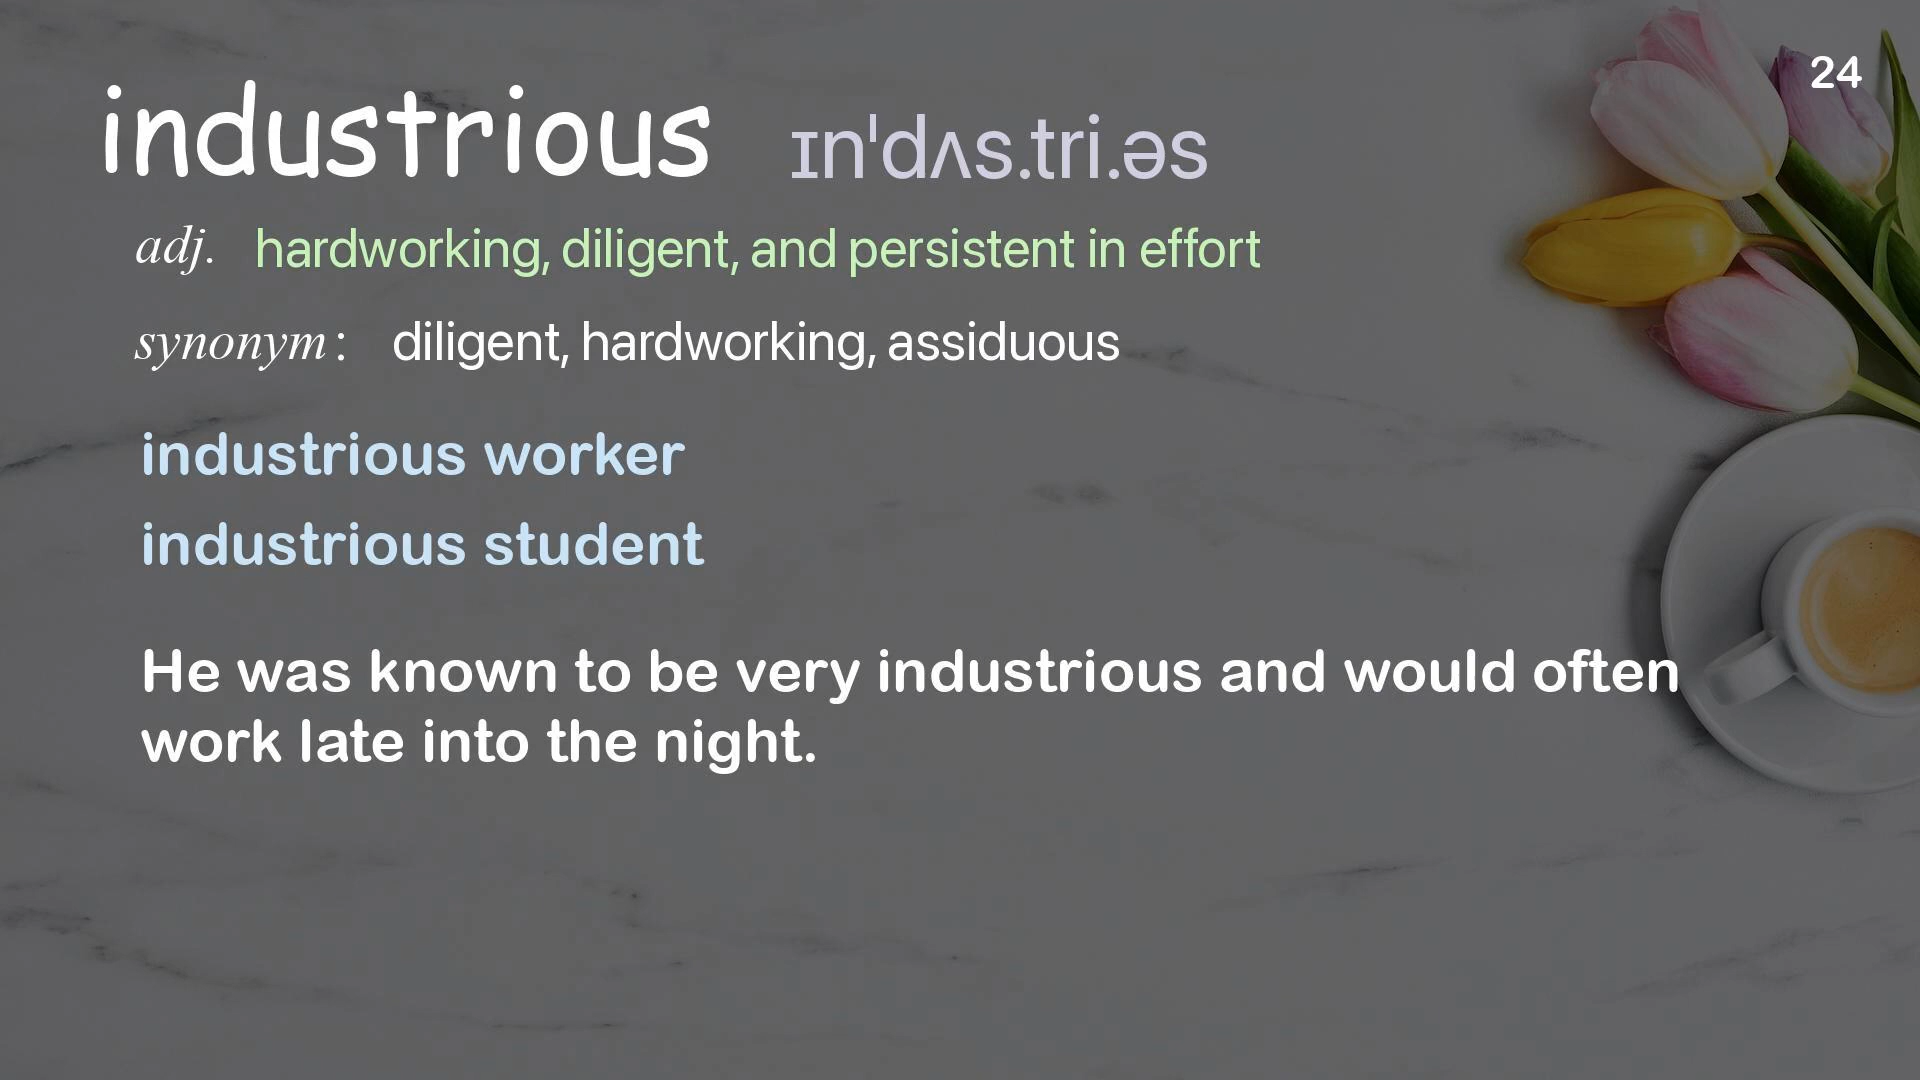 24
industrious ɪnˈdʌs.tri.əs
adj. hardworking, diligent, and persistent in effort
synonym: diligent, hardworking, assiduous
industrious worker
industrious student
He was known to be very industrious and would often
work late into the night.